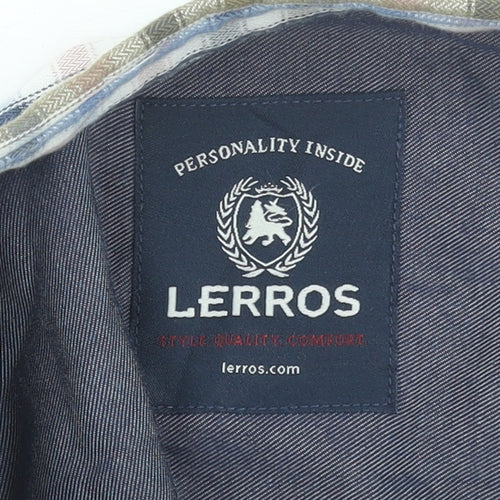 PERSONALITY INSIDE
LERROS
STYLE QUALITY COMFORT
lerros.com